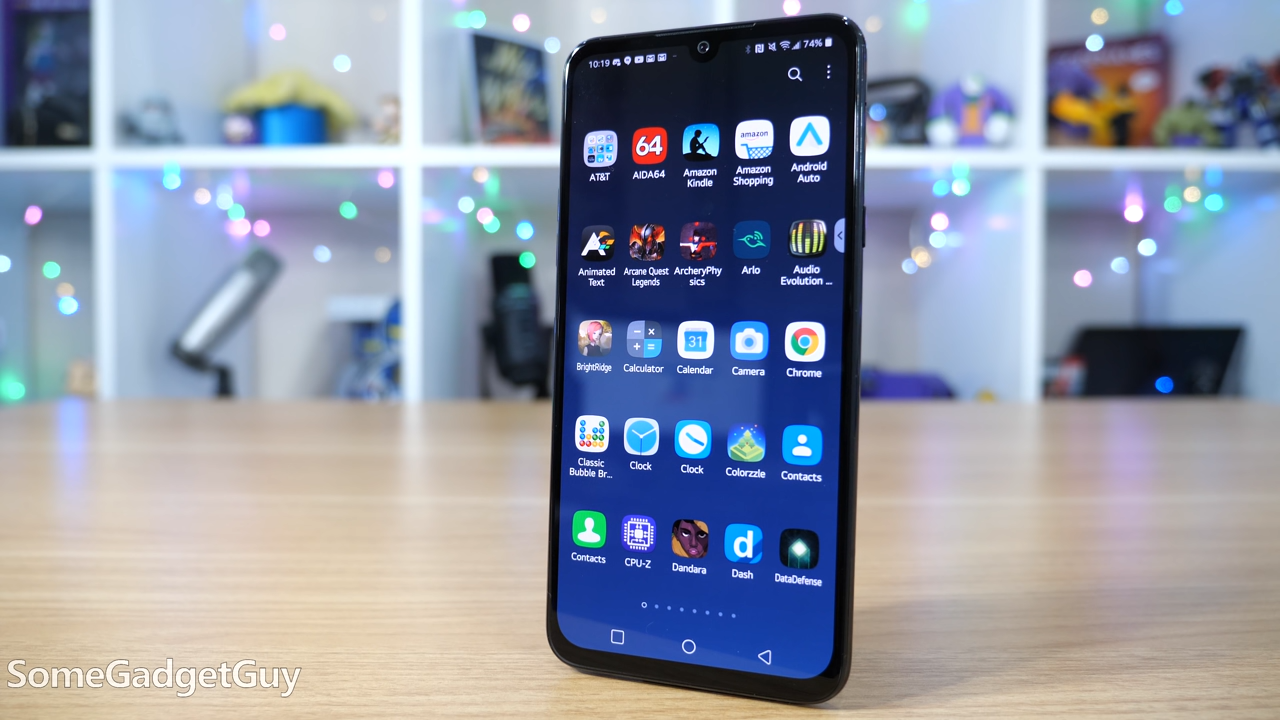 10:19
74%
64
amazon
AT&T
AIDA64
Amazon
Kindle
Amazon
Shopping
Android
Auto
Animated
Text
Arcane Quest
Legends
ArcheryPhy
sics
Arlo
Audio
Evolution ...
31
BrightRidge
Calculator
Calendar
Camera
Chrome
Classic
Bubble Br...
Clock
Clock
Colorzzle
Contacts
d
Contacts
CPU-Z
Dandara
Dash
DataDefense
SomeGadgetGuy